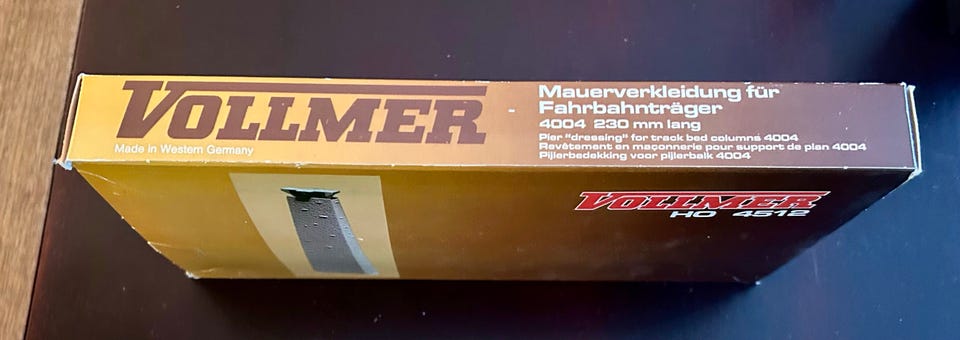 VOLLMER
Made in Western Germany
Mauerverkleidung für
Fahrbahnträger
4004 230 mm lang
Pier "dressing" for track bed columns 4004
Revêtement en maçonnerie pour support de plan 4004
Pijlerbedekking voor pijlerbalk 4004
VOLLMER
HO 4512